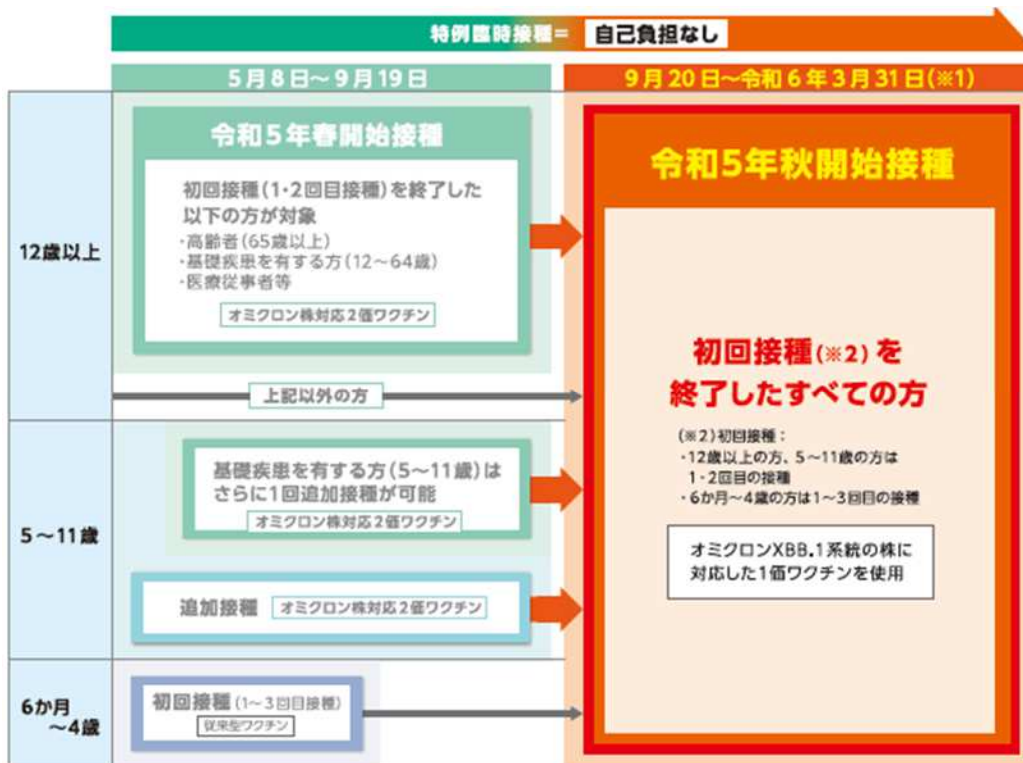 特例臨時接種＝ 自己負担なし
5月8日～9月19日
9月20日～令和6年3月31日(※1)
12歳以上
令和5年春開始接種
初回接種(1・2回目接種)を終了した
以下の方が対象
・高齢者(65歳以上)
・基礎疾患を有する方(12～64歳)
・医療従事者等
オミクロン株対応2価ワクチン
上記以外の方
5～11歳
基礎疾患を有する方(5～11歳)は
さらに1回追加接種が可能
オミクロン株対応2価ワクチン
追加接種 オミクロン株対応2価ワクチン
6か月
～4歳
初回接種(1～3回目接種)
従来型ワクチン
令和5年秋開始接種
初回接種(※2)を
終了したすべての方
(※2)初回接種：
・12歳以上の方、5～11歳の方は
1・2回目の接種
・6か月～4歳の方は1～3回目の接種
オミクロンXBB.1系統の株に
対応した1価ワクチンを使用